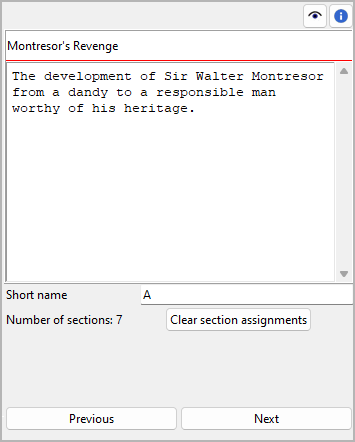 Montresor's Revenge
The development of Sir Walter Montresor
from a dandy to a responsible man
worthy of his heritage.
Short name A
Number of sections: 7 Clear section assignments
Previous Next